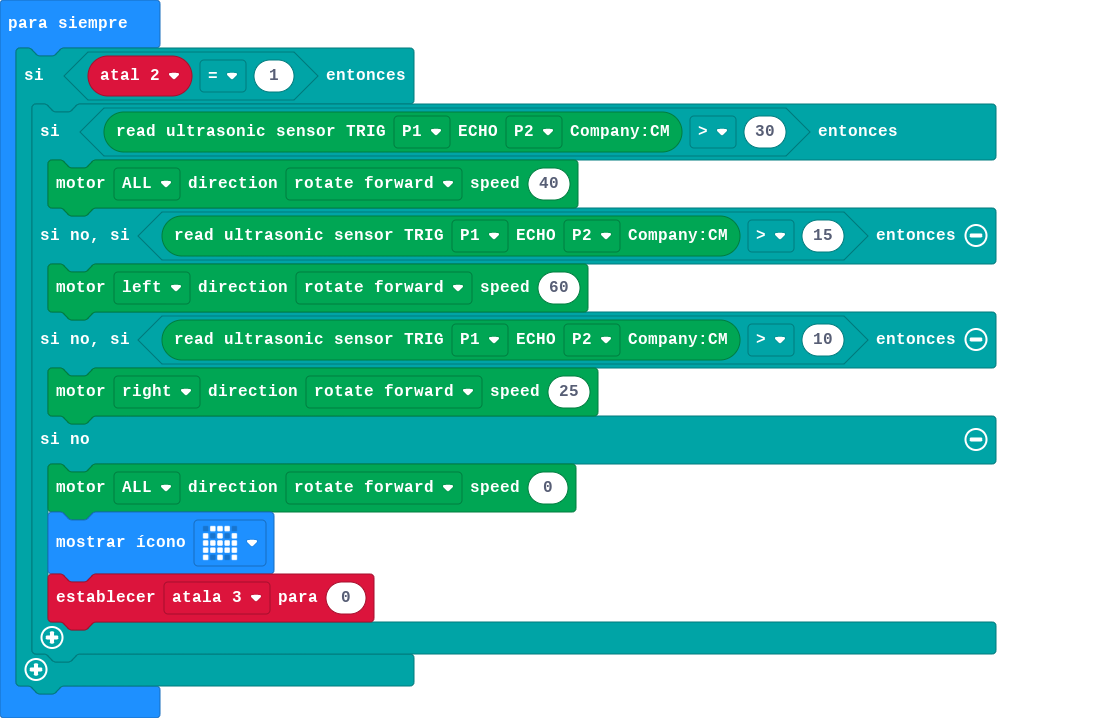 para siempre
si atal 2 = 1 entonces
si read ultrasonic sensor TRIG P1 ECHO P2 Company:CM > 30 entonces
motor ALL direction rotate forward speed 40
si no, si read ultrasonic sensor TRIG P1 ECHO P2 Company:CM > 15 entonces
motor left direction rotate forward speed 60
si no, si read ultrasonic sensor TRIG P1 ECHO P2 Company:CM > 10 entonces
motor right direction rotate forward speed 25
si no
motor ALL direction rotate forward speed 0
mostrar ícono
establecer atala 3 para 0